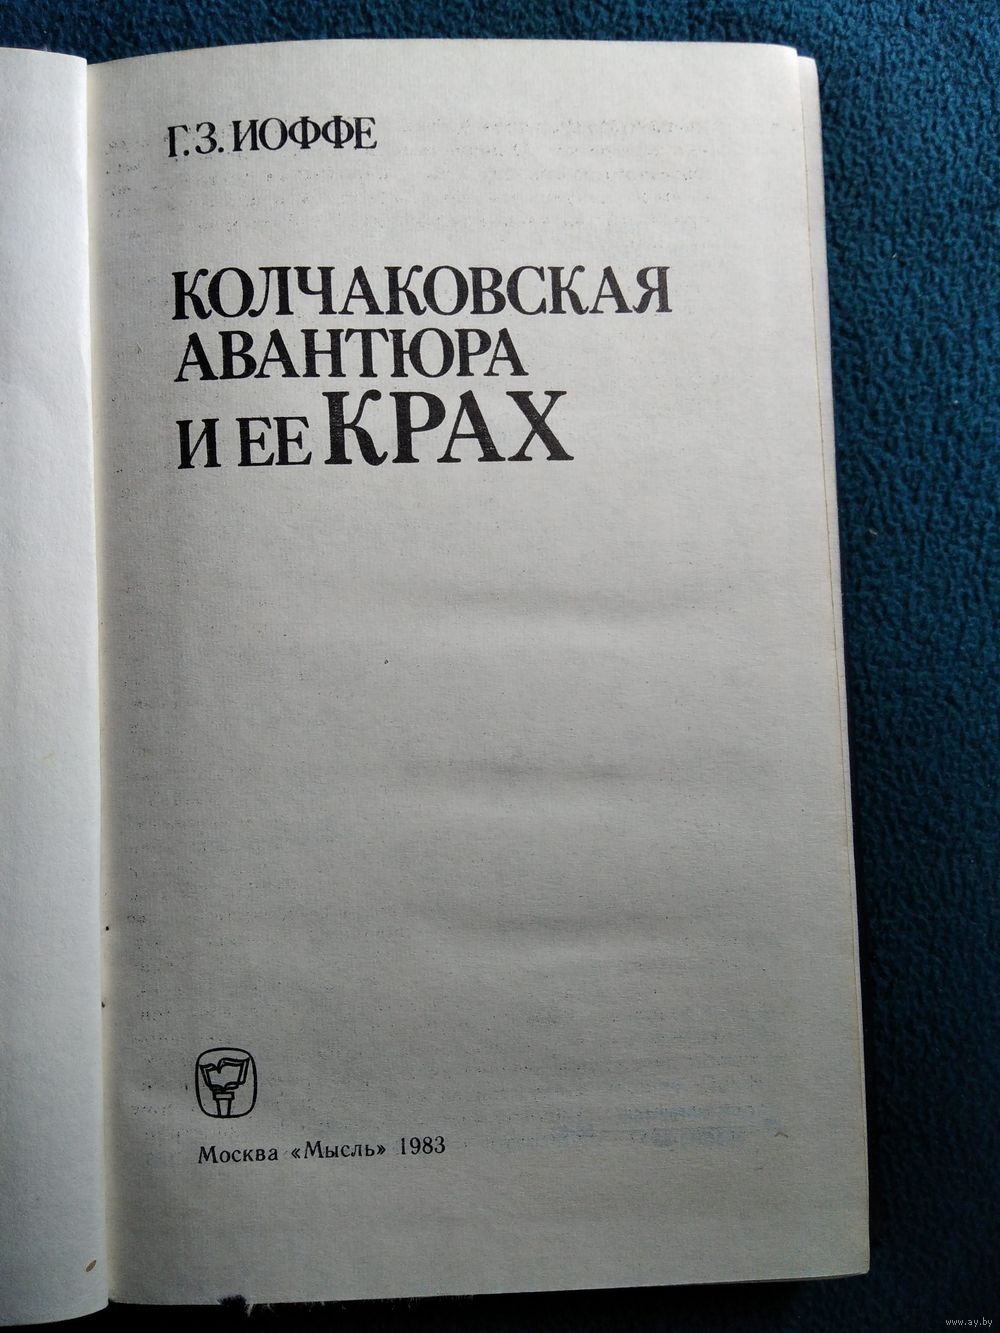 Г.З. ИОФФЕ
КОЛЧАКОВСКАЯ
АВАНТЮРА
И ЕЕ КРАХ
Москва «Мысль» 1983
www.ay.by